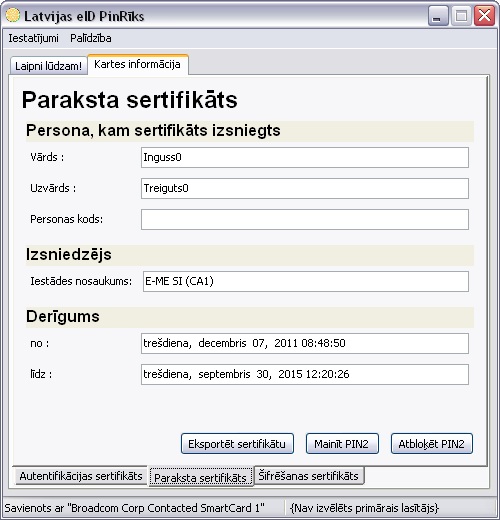 Latvijas eID PinRīks
Iestatījumi Palīdzība
Laipni lūdzam! Kartes informācija
Paraksta sertifikāts
Persona, kam sertifikāts izsniegts
Vārds : Inguss0
Uzvārds : Treiguts0
Personas kods:
Izsniedzējs
Iestādes nosaukums: E-ME SI (CA1)
Derīgums
no : trešdiena, decembris 07, 2011 08:48:50
līdz : trešdiena, septembris 30, 2015 12:20:26
Eksportēt sertifikātu Mainīt PIN2 Atbloķēt PIN2
Autentifikācijas sertifikāts Paraksta sertifikāts Šifrēšanas sertifikāts
Savienots ar "Broadcom Corp Contacted SmartCard 1" {Nav izvēlēts primārais lasītājs}